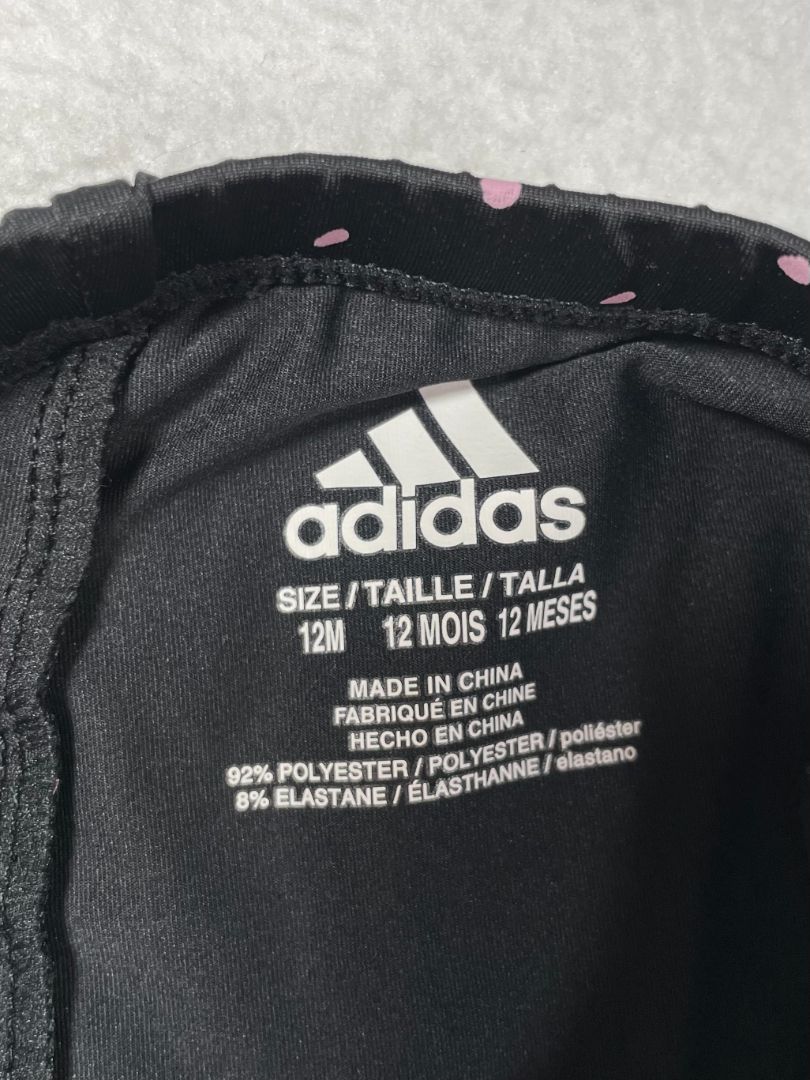 adidas
SIZE / TAILLE / TALLA
12M 12 MOIS 12 MESES
MADE IN CHINA
FABRIQUÉ EN CHINE
HECHO EN CHINA
92% POLYESTER / POLYESTER / poliéster
8% ELASTANE / ÉLASTHANNE / elastano